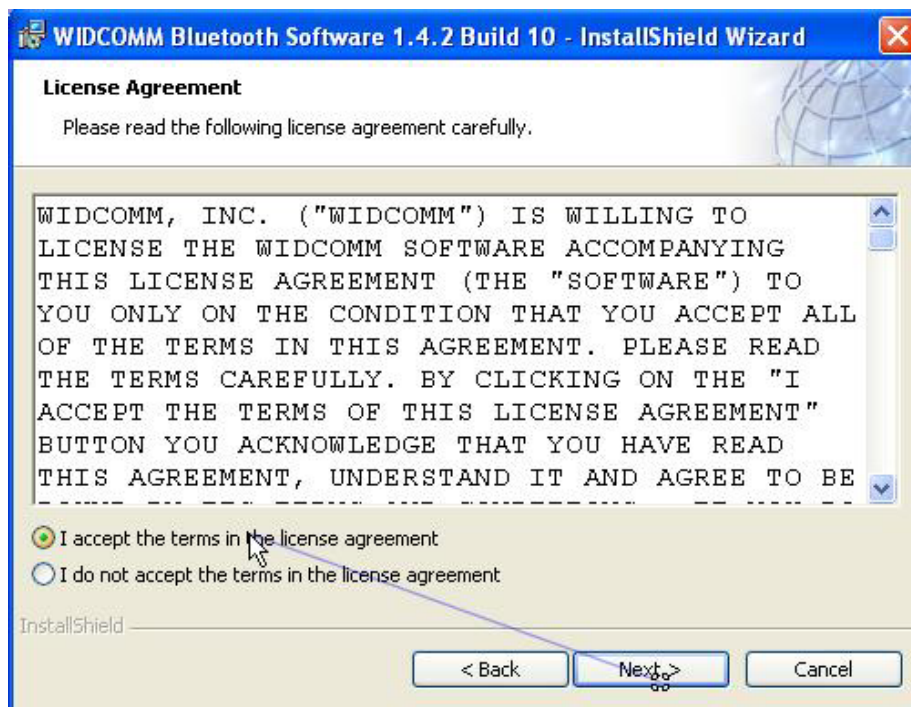 WIDCOMM Bluetooth Software 1.4.2 Build 10 - InstallShield Wizard
License Agreement
Please read the following license agreement carefully.
WIDCOMM, INC. ("WIDCOMM") IS WILLING TO
LICENSE THE WIDCOMM SOFTWARE ACCOMPANYING
THIS LICENSE AGREEMENT (THE "SOFTWARE") TO
YOU ONLY ON THE CONDITION THAT YOU ACCEPT ALL
OF THE TERMS IN THIS AGREEMENT. PLEASE READ
THE TERMS CAREFULLY. BY CLICKING ON THE "I
ACCEPT THE TERMS OF THIS LICENSE AGREEMENT"
BUTTON YOU ACKNOWLEDGE THAT YOU HAVE READ
THIS AGREEMENT, UNDERSTAND IT AND AGREE TO BE
I accept the terms in the license agreement
I do not accept the terms in the license agreement
InstallShield
< Back
Next >
Cancel